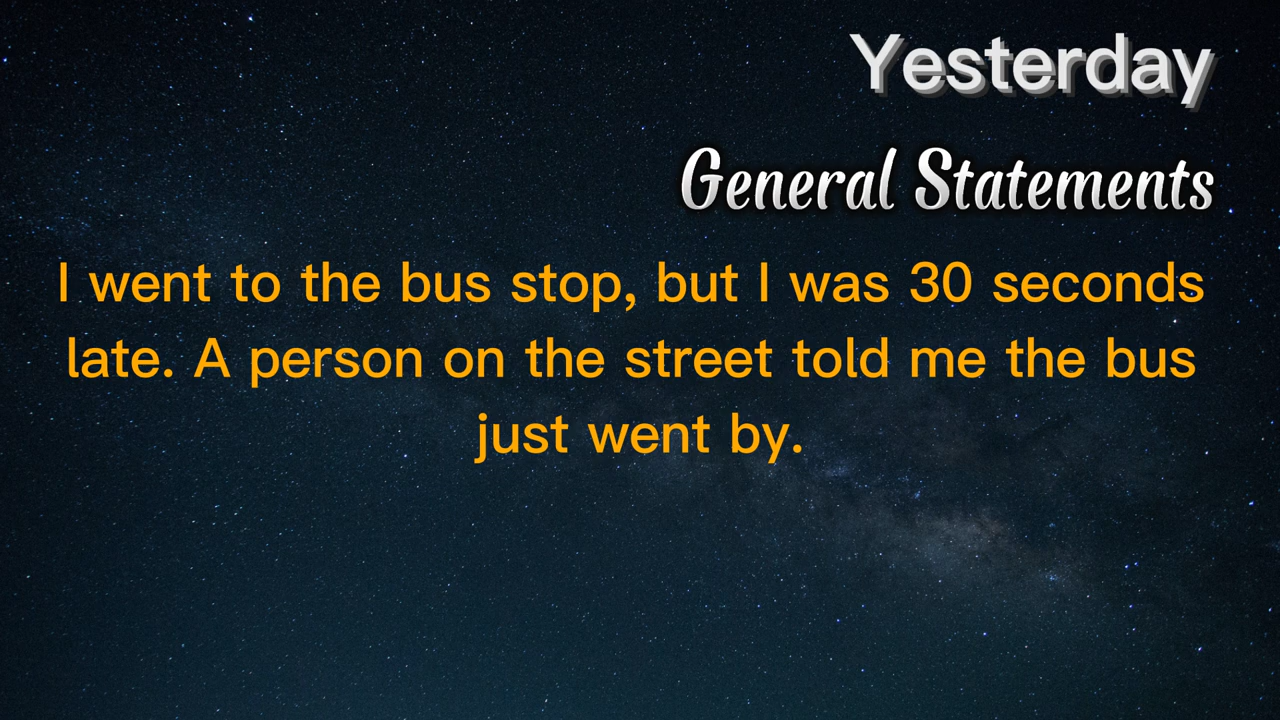 Yesterday
General Statements
I went to the bus stop, but I was 30 seconds
late. A person on the street told me the bus
just went by.